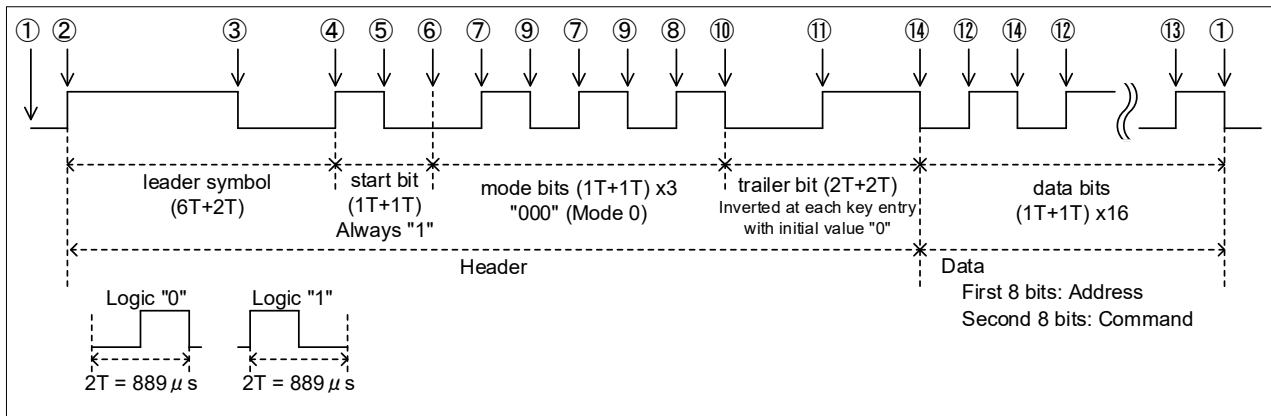 ① ② ③ ④ ⑤ ⑥ ⑦ ⑨ ⑦ ⑨ ⑧ ⑩ ⑪ ⑭ ⑫ ⑭ ⑫ ⑬ ①
leader symbol
(6T+2T)
start bit
(1T+1T)
Always "1"
mode bits (1T+1T) x3
"000" (Mode 0)
trailer bit (2T+2T)
Inverted at each key entry
with initial value "0"
data bits
(1T+1T) x16
Header
Data
First 8 bits: Address
Second 8 bits: Command
Logic "0"
2T = 889 μ s
Logic "1"
2T = 889 μ s